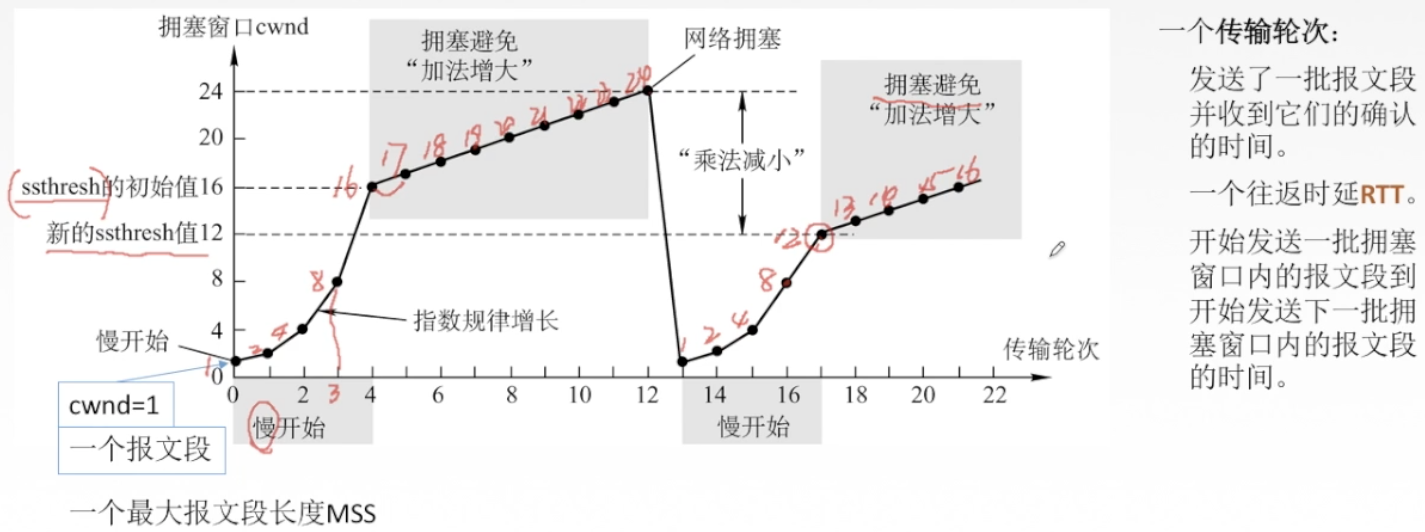 拥塞窗口cwnd
拥塞避免
“加法增大”
网络拥塞
24
20
ssthresh的初始值16
新的ssthresh值12
8
4
0
“乘法减小”
拥塞避免
“加法增大”
指数规律增长
慢开始
传输轮次
0 2 4 6 8 10 12 14 16 18 20 22
慢开始
慢开始
cwnd=1
一个报文段
一个最大报文段长度MSS
1 2 4 8 16 17 18 19 20 21 22 23 24
3
1 2 4 8 12 13
15 16
一个传输轮次：
发送了一批报文段
并收到它们的确认
的时间。
一个往返时延RTT。
开始发送一批拥塞
窗口内的报文段到
开始发送下一批拥
塞窗口内的报文段
的时间。